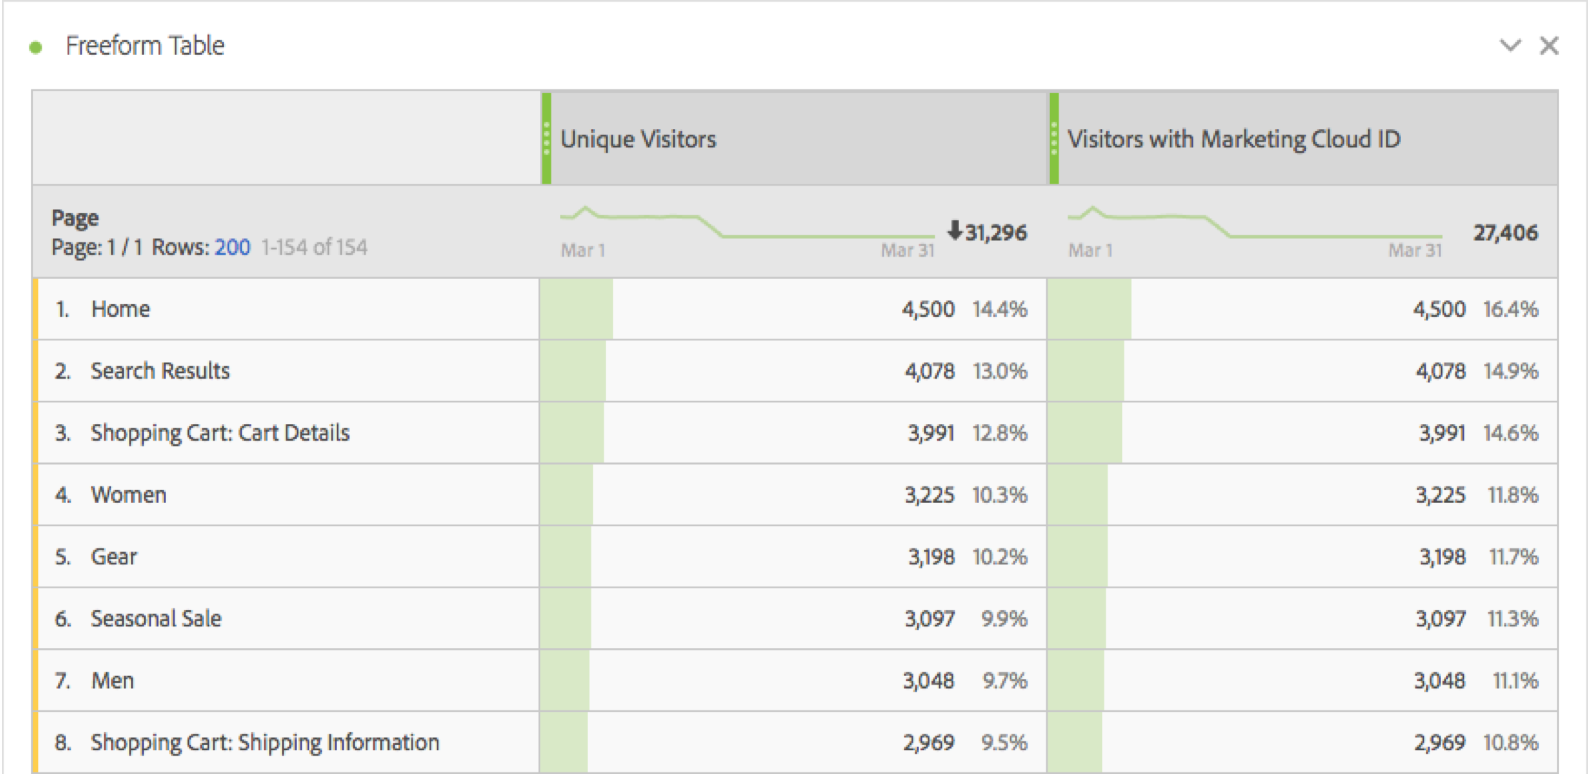 Freeform Table
Unique Visitors Visitors with Marketing Cloud ID
Page
Page: 1 / 1 Rows: 200 1-154 of 154
Mar 1 Mar 31 31,296 Mar 1 Mar 31 27,406
1. Home 4,500 14.4% 4,500 16.4%
2. Search Results 4,078 13.0% 4,078 14.9%
3. Shopping Cart: Cart Details 3,991 12.8% 3,991 14.6%
4. Women 3,225 10.3% 3,225 11.8%
5. Gear 3,198 10.2% 3,198 11.7%
6. Seasonal Sale 3,097 9.9% 3,097 11.3%
7. Men 3,048 9.7% 3,048 11.1%
8. Shopping Cart: Shipping Information 2,969 9.5% 2,969 10.8%